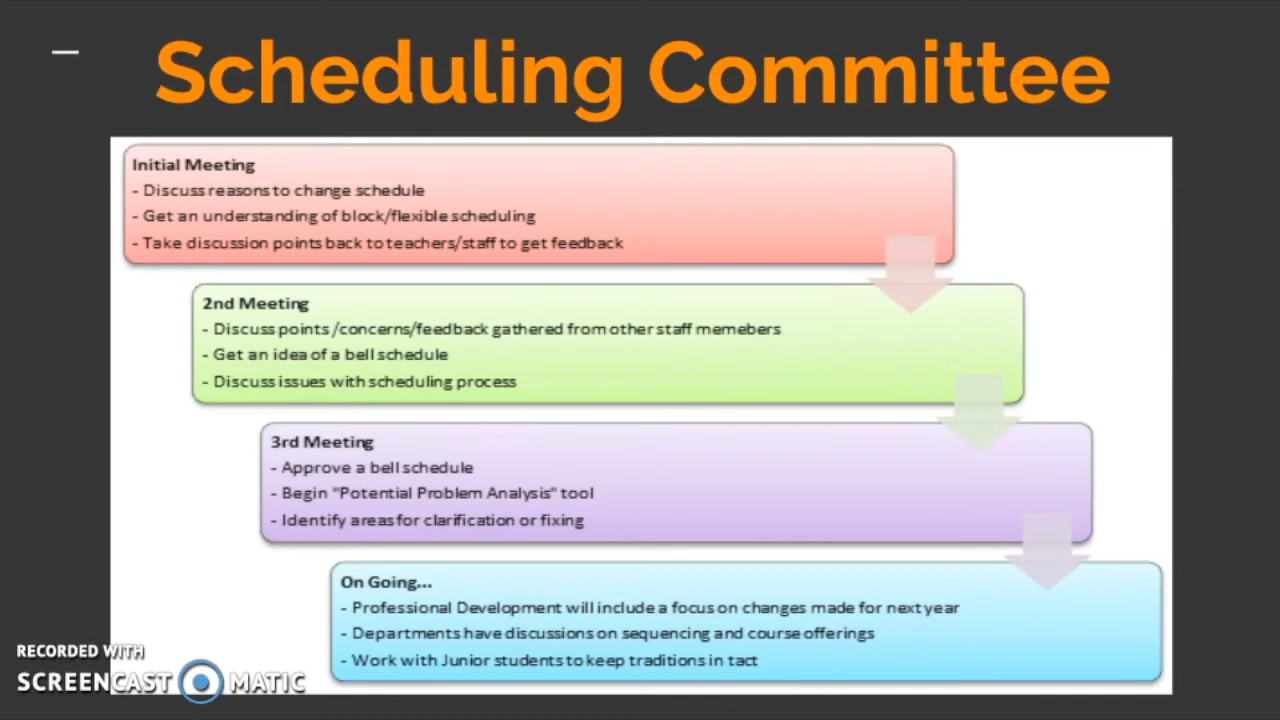 Scheduling Committee
Initial Meeting
- Discuss reasons to change schedule
- Get an understanding of block/flexible scheduling
- Take discussion points back to teachers/staff to get feedback
2nd Meeting
- Discuss points /concerns/feedback gathered from other staff memebers
- Get an idea of a bell schedule
- Discuss issues with scheduling process
3rd Meeting
- Approve a bell schedule
- Begin "Potential Problem Analysis" tool
- Identify areas for clarification or fixing
On Going...
- Professional Development will include a focus on changes made for next year
- Departments have discussions on sequencing and course offerings
- Work with Junior students to keep traditions in tact
RECORDED WITH
SCREENCAST MATIC